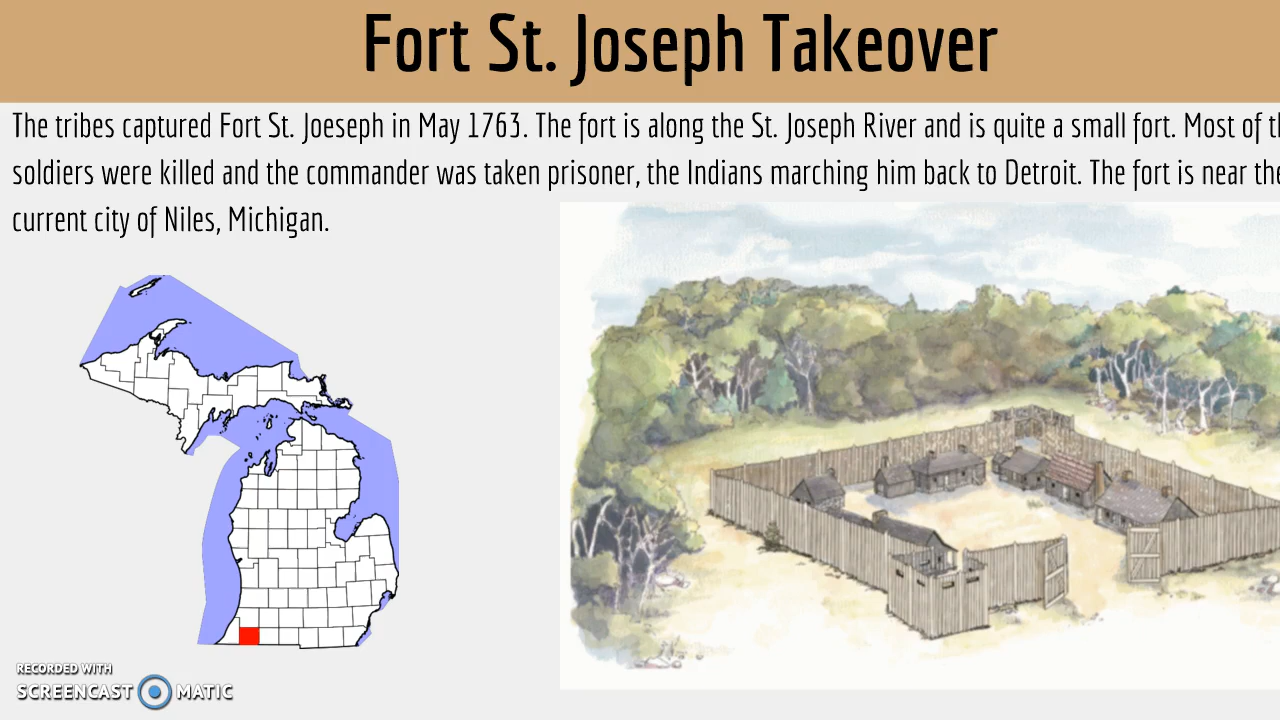 Fort St. Joseph Takeover
The tribes captured Fort St. Joeseph in May 1763. The fort is along the St. Joseph River and is quite a small fort. Most of
soldiers were killed and the commander was taken prisoner, the Indians marching him back to Detroit. The fort is near the
current city of Niles, Michigan.
RECORDED WITH
SCREENCAST MATIC